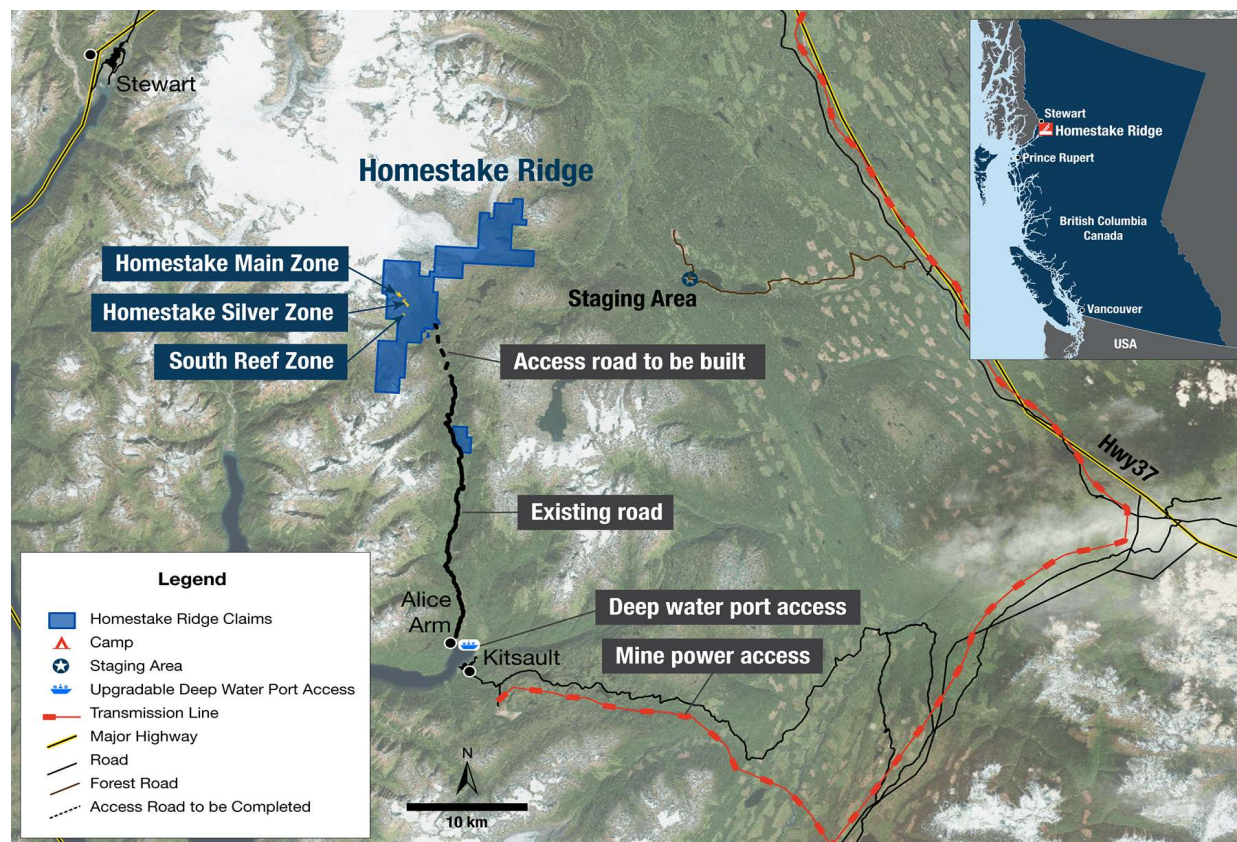 Stewart
Homestake Ridge
Homestake Main Zone
Homestake Silver Zone
South Reef Zone
Staging Area
Access road to be built
Existing road
Hwy37
Alice
Arm
Deep water port access
Kitsault
Mine power access
N
10 km
Legend
Homestake Ridge Claims
Camp
Staging Area
Upgradable Deep Water Port Access
Transmission Line
Major Highway
Road
Forest Road
Access Road to be Completed
Stewart
Homestake Ridge
Prince Rupert
British Columbia
Canada
Vancouver
USA